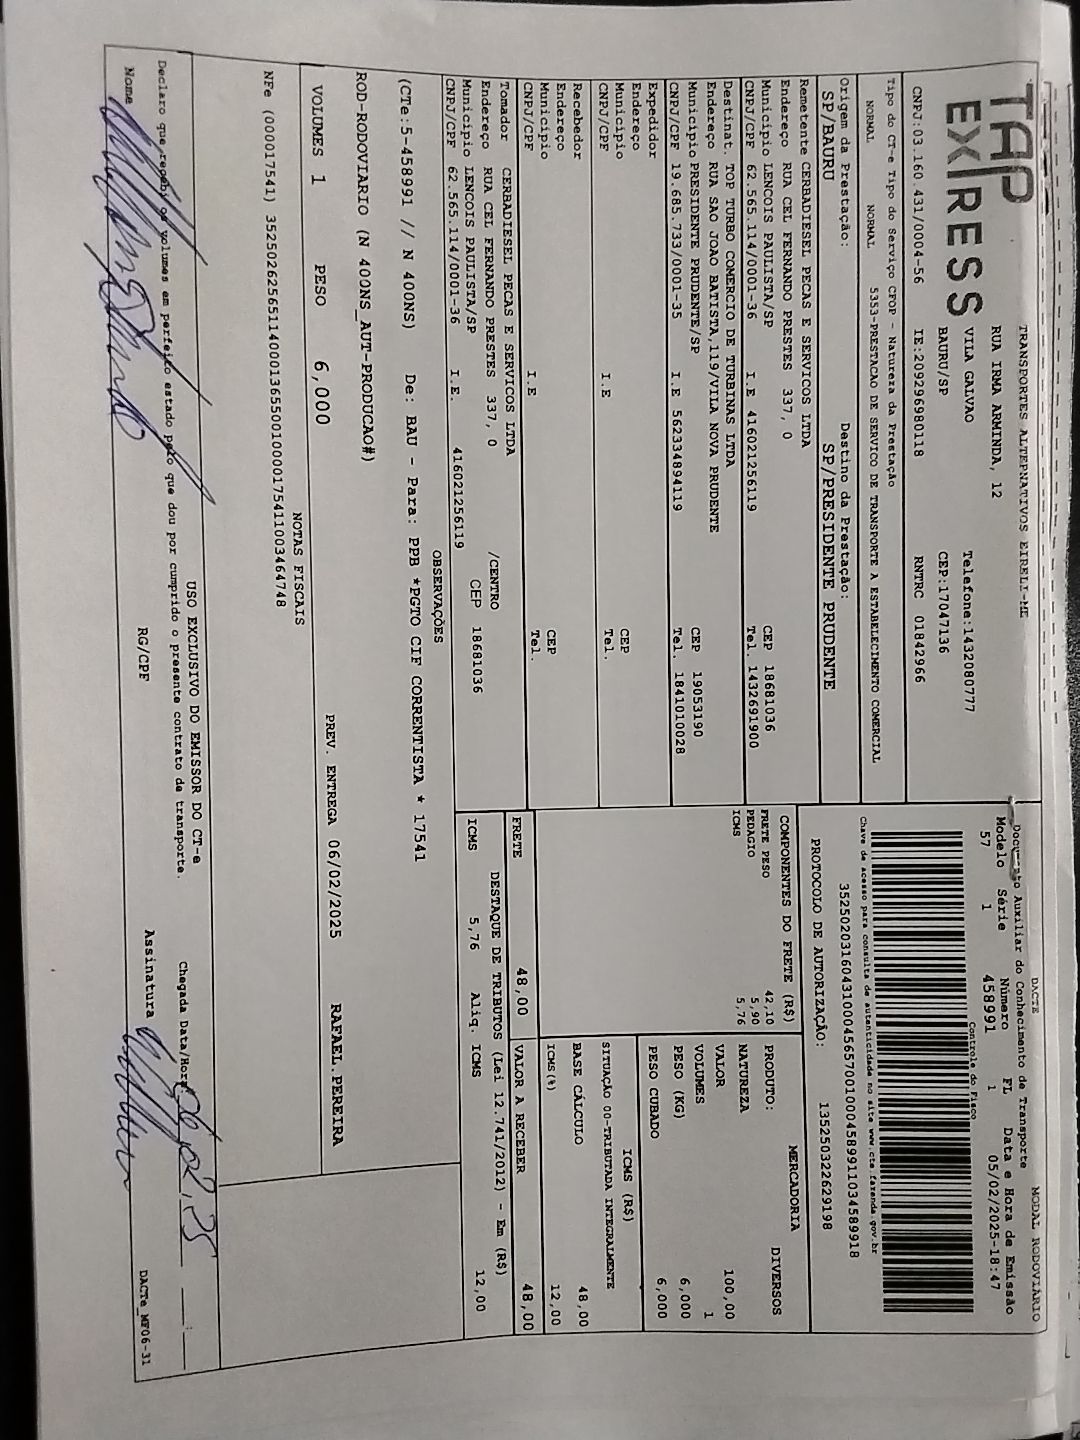 TAP
EXPRESS
TRANSPORTES ALTERNATIVOS EIRELI-ME
RUA IRMA ARMINDA, 12
VILA GALVAO Telefone:1432080777
BAURU/SP CEP:17047136
CNPJ:03.160.431/0004-56 IE:209296980118 RNTRC 01842966
DACTE MODAL RODOVIÁRIO
Documento Auxiliar do Conhecimento de Transporte
Modelo Série Número FL Data e Hora de Emissão
57 1 458991 1 05/02/2025-18:47
Controle do Fisco
Chave de acesso para consulta de autenticidade no site www.cte.fazenda.gov.br
35250203160431000456570010004589911034589918
PROTOCOLO DE AUTORIZAÇÃO: 135250322629198
Tipo do CT-e Tipo do Serviço CFOP - Natureza da Prestação
NORMAL NORMAL 5353-PRESTACAO DE SERVICO DE TRANSPORTE A ESTABELECIMENTO COMERCIAL
Origem da Prestação: Destino da Prestação:
SP/BAURU SP/PRESIDENTE PRUDENTE
Remetente CERBADIESEL PECAS E SERVICOS LTDA
Endereço RUA CEL FERNANDO PRESTES 337, 0
Município LENCOIS PAULISTA/SP CEP 18681036
CNPJ/CPF 62.565.114/0001-36 I.E 416021256119 Tel. 1432691900
Destinat. TOP TURBO COMERCIO DE TURBINAS LTDA
Endereço RUA SAO JOAO BATISTA,119/VILA NOVA PRUDENTE
Município PRESIDENTE PRUDENTE/SP CEP 19053190
CNPJ/CPF 19.685.733/0001-35 I.E 562334894119 Tel. 1841010028
Expedidor
Endereço
Município CEP
CNPJ/CPF I.E Tel.
Recebedor
Endereço
Município CEP
CNPJ/CPF I.E Tel.
Tomador CERBADIESEL PECAS E SERVICOS LTDA
Endereço RUA CEL FERNANDO PRESTES 337, 0 /CENTRO
Município LENCOIS PAULISTA/SP CEP 18681036
CNPJ/CPF 62.565.114/0001-36 I.E. 416021256119
COMPONENTES DO FRETE (R$)
FRETE PESO 42,10
PEDAGIO 5,90
ICMS 5,76
MERCADORIA
PRODUTO: DIVERSOS
NATUREZA
VALOR 100,00
VOLUMES 1
PESO (KG) 6,000
PESO CUBADO 6,000
ICMS (R$)
SITUAÇÃO 00-TRIBUTADA INTEGRALMENTE
BASE CÁLCULO 48,00
ICMS(%) 12,00
FRETE 48,00 VALOR A RECEBER 48,00
DESTAQUE DE TRIBUTOS (Lei 12.741/2012) - Em (R$)
ICMS 5,76 Alíq. ICMS 12,00
OBSERVAÇÕES
(CTe:5-458991 // N 400NS) De: BAU - Para: PPB *PGTO CIF CORRENTISTA * 17541
ROD-RODOVIARIO (N 400NS_AUT-PRODUCAO#)
VOLUMES 1 PESO 6,000 PREV. ENTREGA 06/02/2025 RAFAEL.PEREIRA
NOTAS FISCAIS
NFe (000017541) 35250262565114000136550010000175411003464748
USO EXCLUSIVO DO EMISSOR DO CT-e
Declaro que recebi os volumes em perfeito estado pelo que dou por cumprido o presente contrato de transporte.
Chegada Data/Hora: 06,02,25 ___:___
Nome RG/CPF Assinatura
DACTe_MF06-31